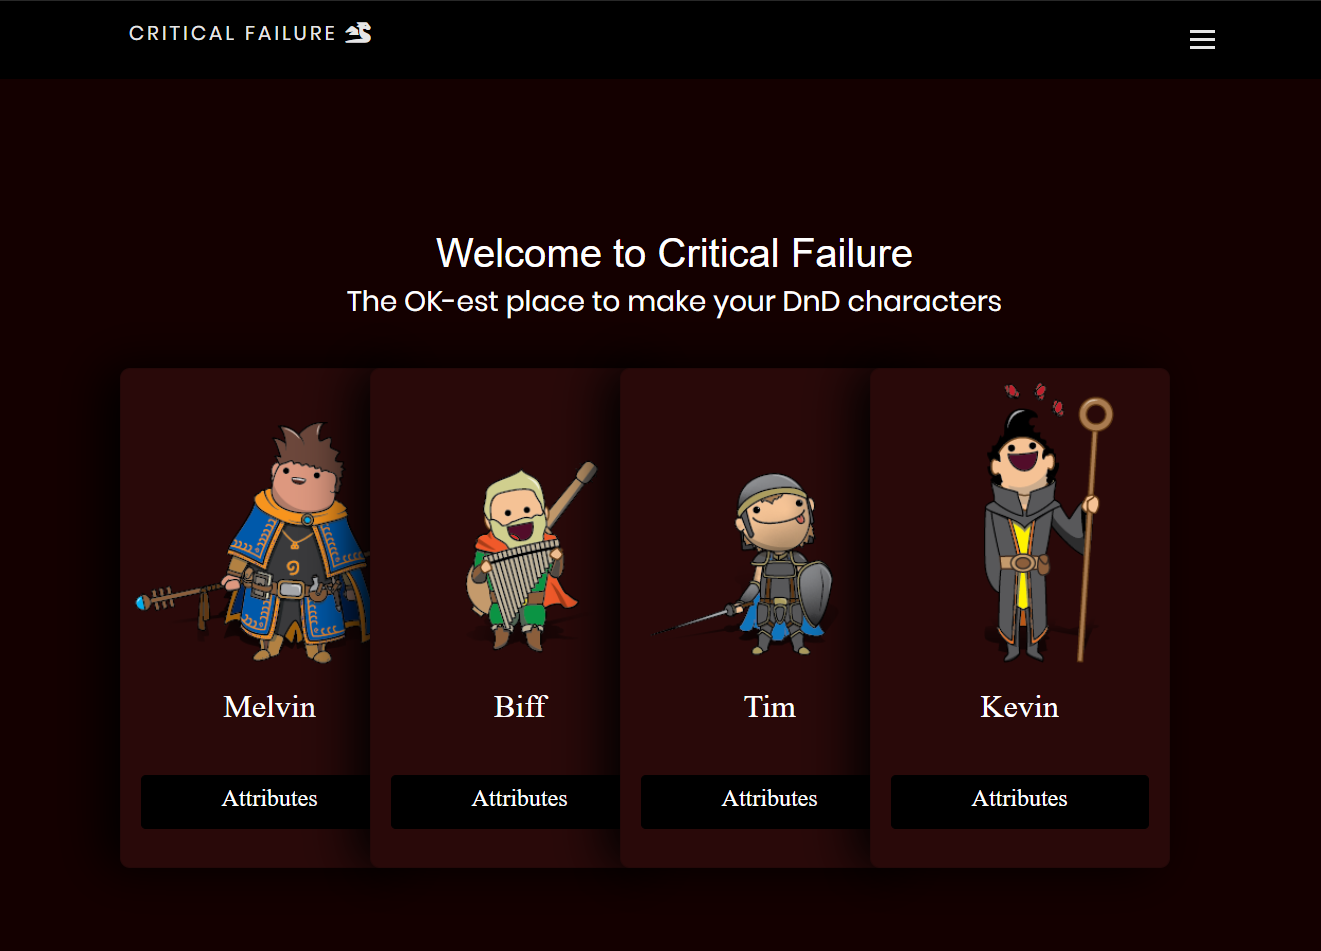 CRITICAL FAILURE
Welcome to Critical Failure
The OK-est place to make your DnD characters
Melvin
Biff
Tim
Kevin
Attributes
Attributes
Attributes
Attributes